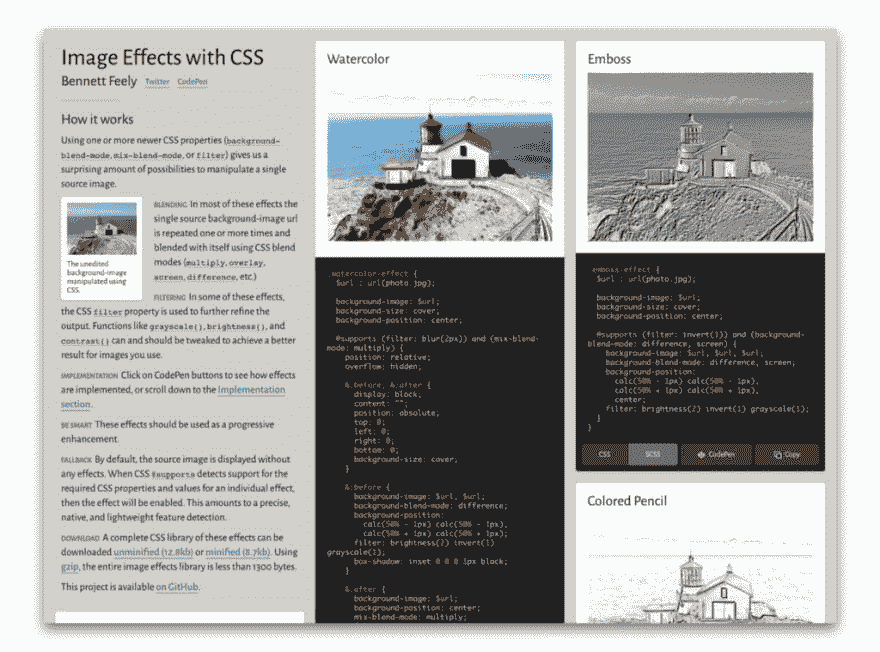 Image Effects with CSS
Bennett Feely Twitter CodePen
How it works
Using one or more newer CSS properties (background-
blend-mode, mix-blend-mode, or filter) gives us a
surprising amount of possibilities to manipulate a single
source image.
The unedited
background-image
manipulated using
CSS.
BLENDING In most of these effects the
single source background-image url
is repeated one or more times and
blended with itself using CSS blend
modes (multiply, overlay,
screen, difference, etc.)
FILTERING In some of these effects,
the CSS filter property is used to further refine the
output. Functions like grayscale(), brightness(), and
contrast() can and should be tweaked to achieve a better
result for images you use.
IMPLEMENTATION Click on CodePen buttons to see how effects
are implemented, or scroll down to the Implementation
section.
BE SMART These effects should be used as a progressive
enhancement.
FALLBACK By default, the source image is displayed without
any effects. When CSS @supports detects support for the
required CSS properties and values for an individual effect,
then the effect will be enabled. This amounts to a precise,
native, and lightweight feature detection.
DOWNLOAD A complete CSS library of these effects can be
downloaded unminified (12.8kb) or minified (8.7kb). Using
gzip, the entire image effects library is less than 1300 bytes.
This project is available on GitHub.
Watercolor
.watercolor-effect {
$url : url(photo.jpg);
background-image: $url;
background-size: cover;
background-position: center;
@supports (filter: blur(2px)) and (mix-blend-
mode: multiply) {
position: relative;
overflow: hidden;
&:before, &:after {
display: block;
content: "";
position: absolute;
top: 0;
left: 0;
right: 0;
bottom: 0;
background-size: cover;
}
&:before {
background-image: $url, $url;
background-blend-mode: difference;
background-position:
calc(50% - 1px) calc(50% - 1px),
calc(50% + 1px) calc(50% + 1px);
filter: brightness(2) invert(1)
grayscale(1);
box-shadow: inset 0 0 0 1px black;
}
&:after {
background-image: $url;
background-position: center;
mix-blend-mode: multiply;
Emboss
.emboss-effect {
$url : url(photo.jpg);
background-image: $url;
background-size: cover;
background-position: center;
@supports (filter: invert(1)) and (background-
blend-mode: difference, screen) {
background-image: $url, $url, $url;
background-blend-mode: difference, screen;
background-position:
calc(50% - 1px) calc(50% - 1px),
calc(50% + 1px) calc(50% + 1px),
center;
filter: brightness(2) invert(1) grayscale(1);
}
}
CSS SCSS CodePen Copy
Colored Pencil